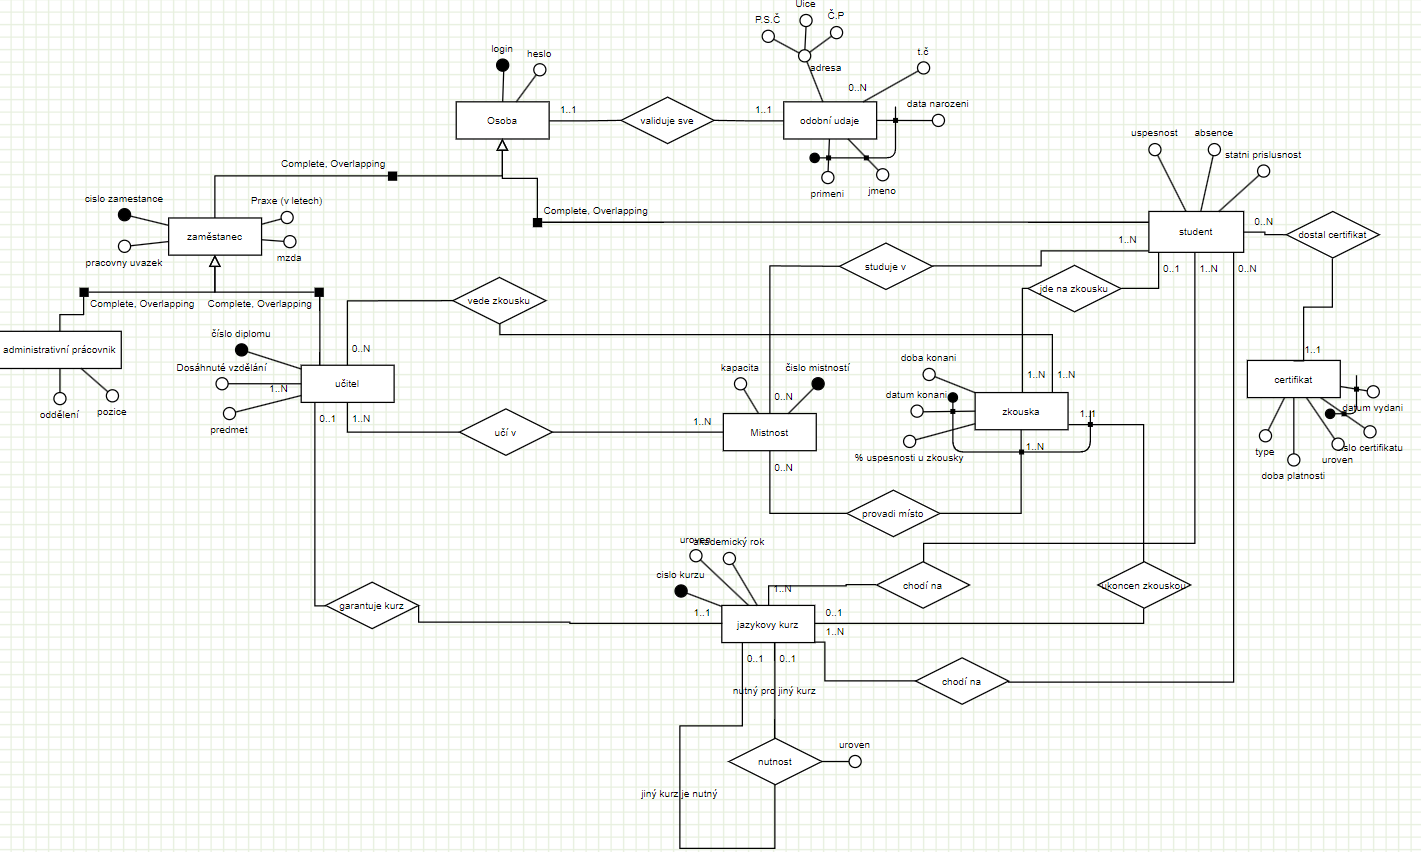 Ulice
P.S.Č
Č.P
login
heslo
t.č
adresa
0..N
data narozeni
1..1
1..1
Osoba
validuje sve
odobní udaje
uspesnost
absence
statni prislusnost
Complete, Overlapping
primeni
jmeno
cislo zamestance
Praxe (v letech)
Complete, Overlapping
0..N
zaměstanec
student
dostal certifikat
1..N
mzda
pracovny uvazek
studuje v
0..1
1..N
0..N
jde na zkousku
Complete, Overlapping
Complete, Overlapping
vede zkousku
číslo diplomu
administrativní prácovnik
0..N
1..1
doba konani
Dosáhnuté vzdělání
kapacita
čislo mistností
1..N
1..N
certifikat
1..N
učitel
datum konani
0..N
oddělení
pozice
zkouska
1..1
datum vydani
0..1
1..N
1..N
predmet
učí v
Mistnost
1..N
čislo certifikatu
type
% uspesnosti u zkousky
uroven
0..N
doba platnosti
provadi místo
uroven
akademický rok
cislo kurzu
1..N
chodí na
ukoncen zkouskou
garantuje kurz
1..1
0..1
jazykovy kurz
1..N
0..1
0..1
chodí na
nutný pro jiný kurz
uroven
nutnost
jiný kurz je nutný